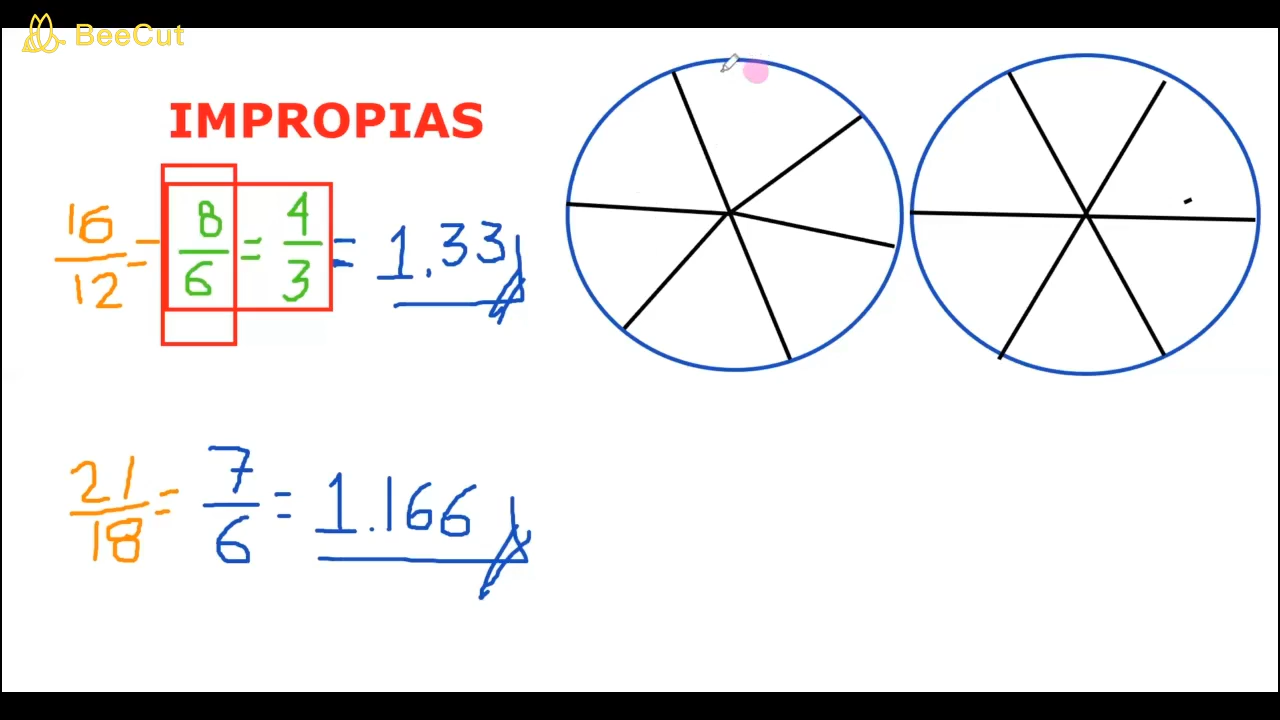 BeeCut
IMPROPIAS
16/12 = 8/6 = 4/3 = 1.33
21/18 = 7/6 = 1.166